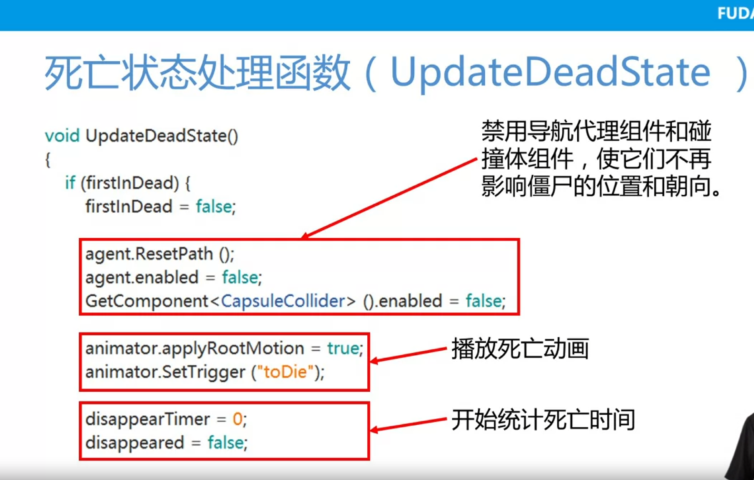 FUDA
死亡状态处理函数（UpdateDeadState ）
void UpdateDeadState()
{
if (firstInDead) {
firstInDead = false;
agent.ResetPath ();
agent.enabled = false;
GetComponent<CapsuleCollider> ().enabled = false;
animator.applyRootMotion = true;
animator.SetTrigger ("toDie");
disappearTimer = 0;
disappeared = false;
禁用导航代理组件和碰
撞体组件，使它们不再
影响僵尸的位置和朝向。
播放死亡动画
开始统计死亡时间